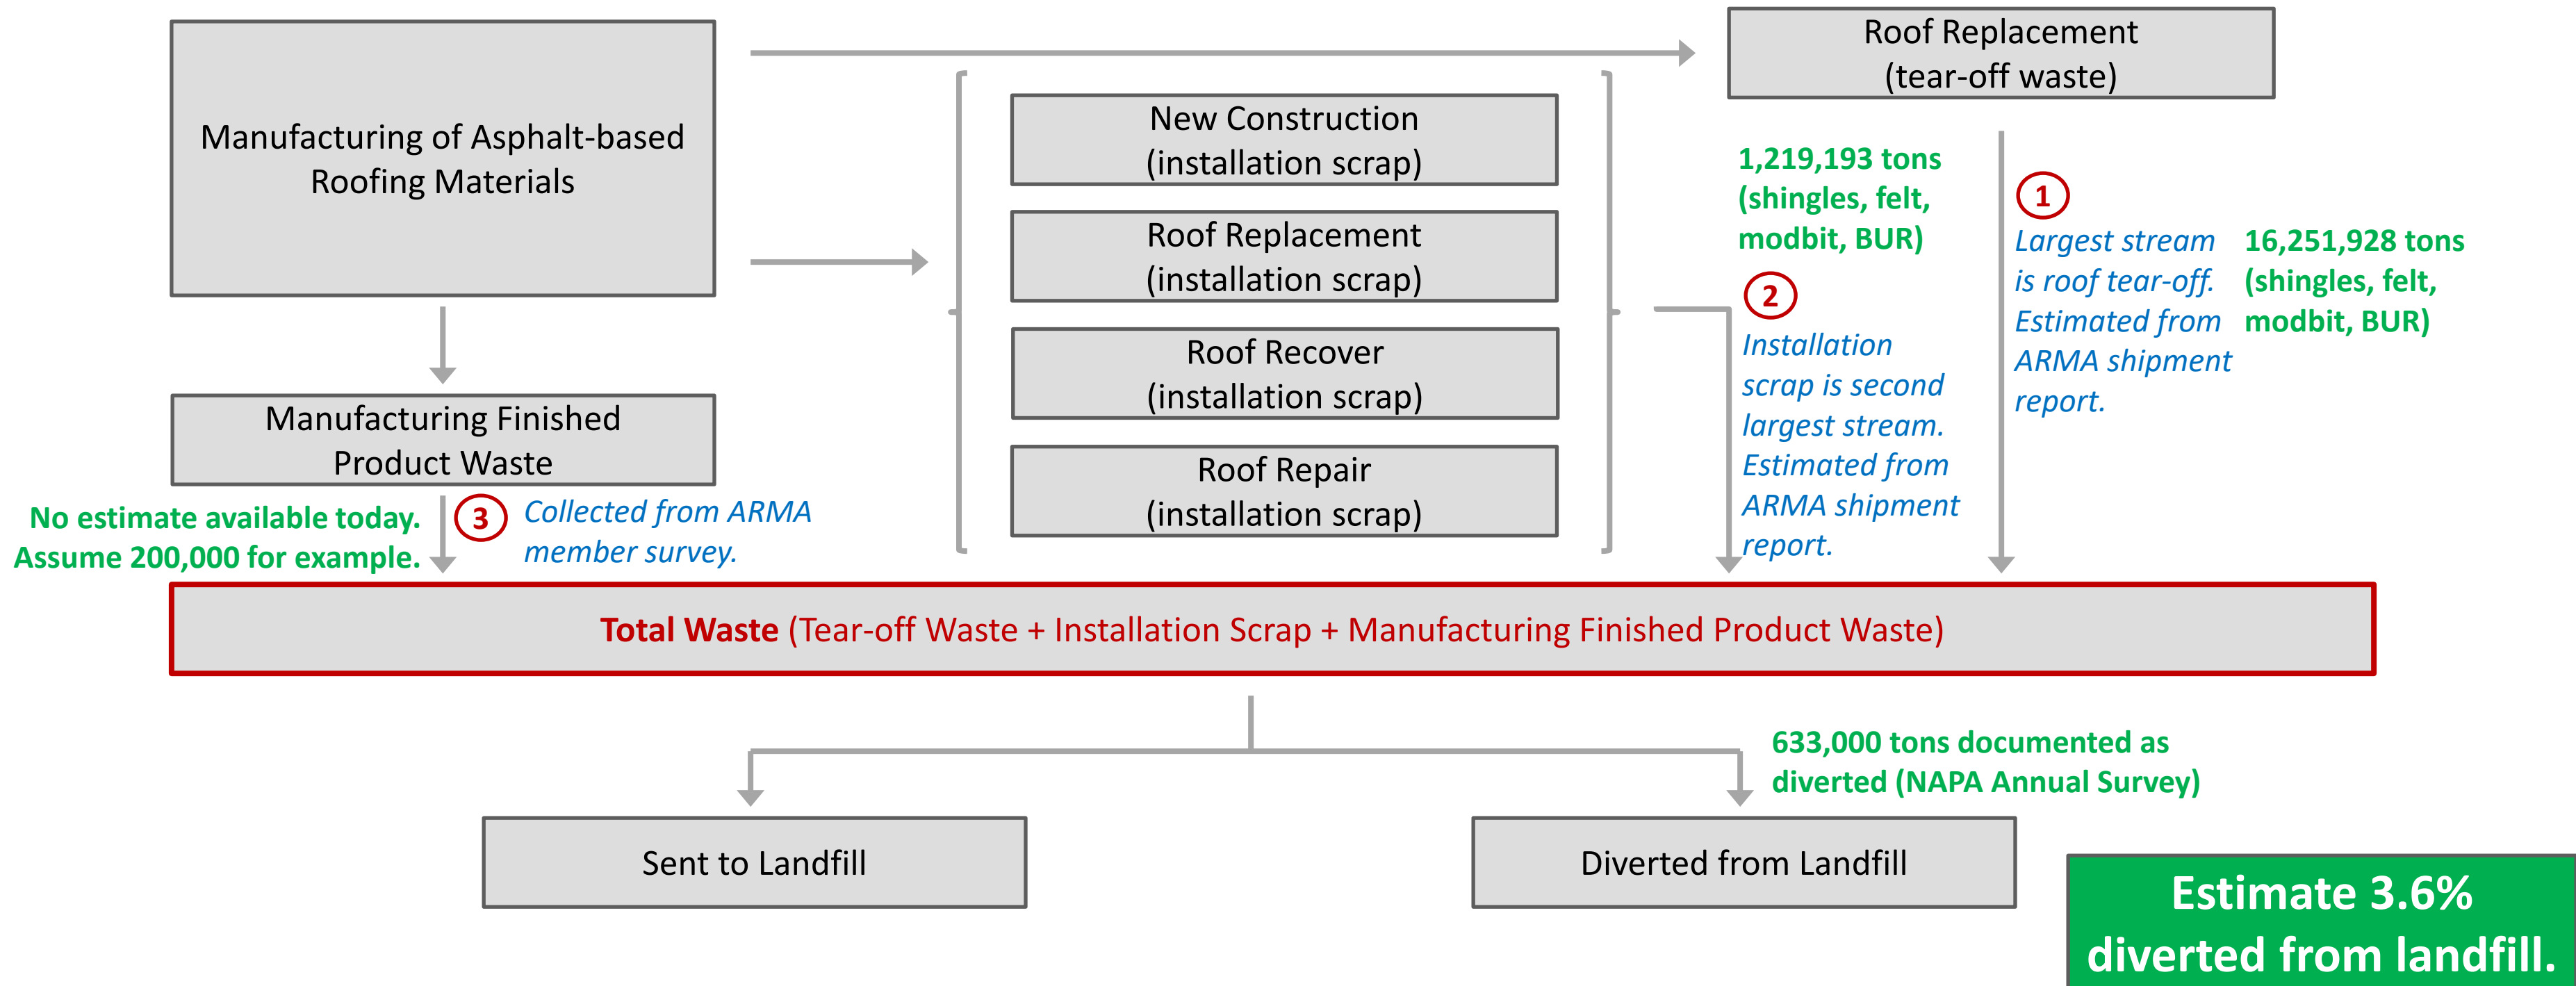 Manufacturing of Asphalt-based
Roofing Materials
Roof Replacement
(tear-off waste)
New Construction
(installation scrap)
Roof Replacement
(installation scrap)
Roof Recover
(installation scrap)
Roof Repair
(installation scrap)
1,219,193 tons
(shingles, felt,
modbit, BUR)
2
Installation
scrap is second
largest stream.
Estimated from
ARMA shipment
report.
1
Largest stream
is roof tear-off.
Estimated from
ARMA shipment
report.
16,251,928 tons
(shingles, felt,
modbit, BUR)
Manufacturing Finished
Product Waste
No estimate available today.
Assume 200,000 for example.
3
Collected from ARMA
member survey.
Total Waste (Tear-off Waste + Installation Scrap + Manufacturing Finished Product Waste)
633,000 tons documented as
diverted (NAPA Annual Survey)
Sent to Landfill
Diverted from Landfill
Estimate 3.6%
diverted from landfill.